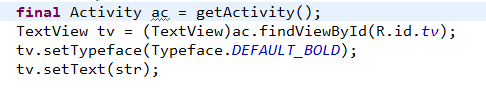 final Activity ac = getActivity();
TextView tv = (TextView)ac.findViewById(R.id.tv);
tv.setTypeface(Typeface.DEFAULT_BOLD);
tv.setText(str);